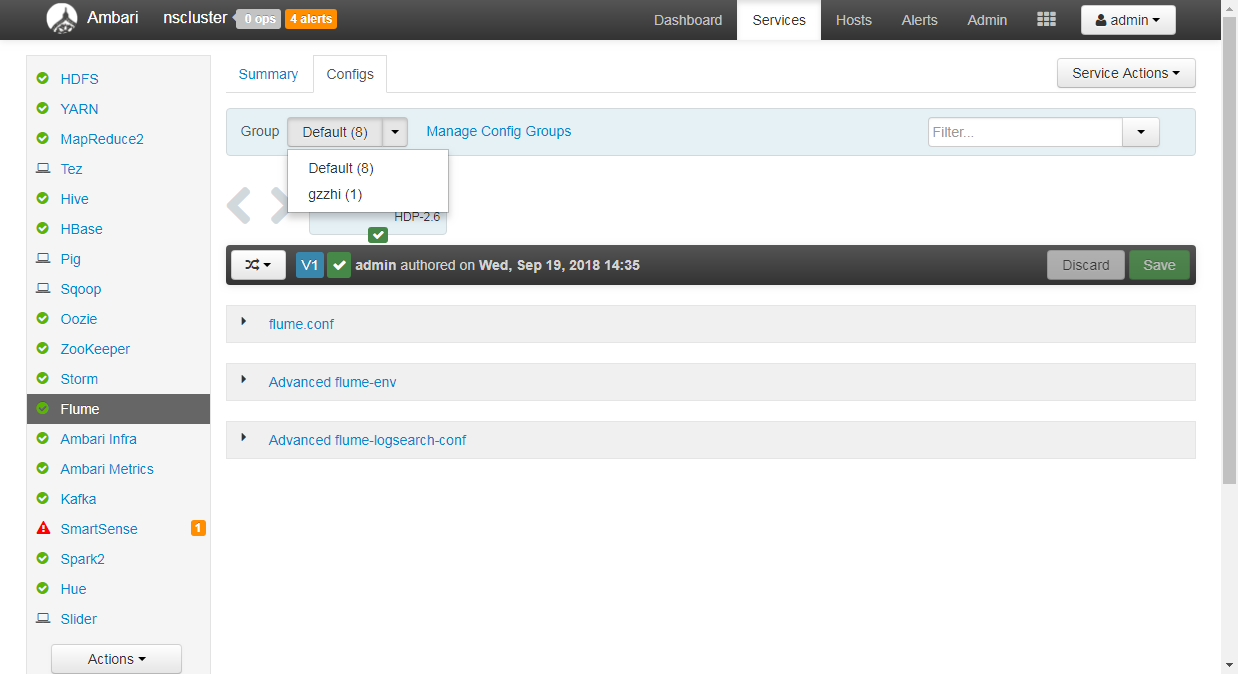 Ambari nscluster 0 ops 4 alerts Dashboard Services Hosts Alerts Admin admin
HDFS
YARN
MapReduce2
Tez
Hive
HBase
Pig
Sqoop
Oozie
ZooKeeper
Storm
Flume
Ambari Infra
Ambari Metrics
Kafka
SmartSense 1
Spark2
Hue
Slider
Actions
Summary Configs Service Actions
Group Default (8) Manage Config Groups Filter...
Default (8)
gzzhi (1)
HDP-2.6
V1 admin authored on Wed, Sep 19, 2018 14:35 Discard Save
flume.conf
Advanced flume-env
Advanced flume-logsearch-conf